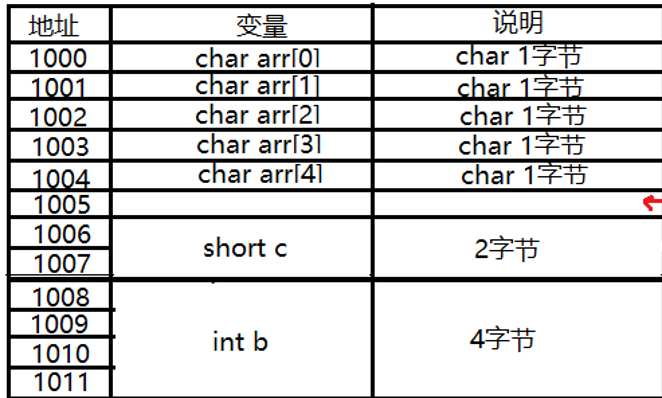 地址 变量 说明
1000 char arr[0] char 1字节
1001 char arr[1] char 1字节
1002 char arr[2] char 1字节
1003 char arr[3] char 1字节
1004 char arr[4] char 1字节
1005
1006
short c 2字节
1007
1008
1009
int b 4字节
1010
1011